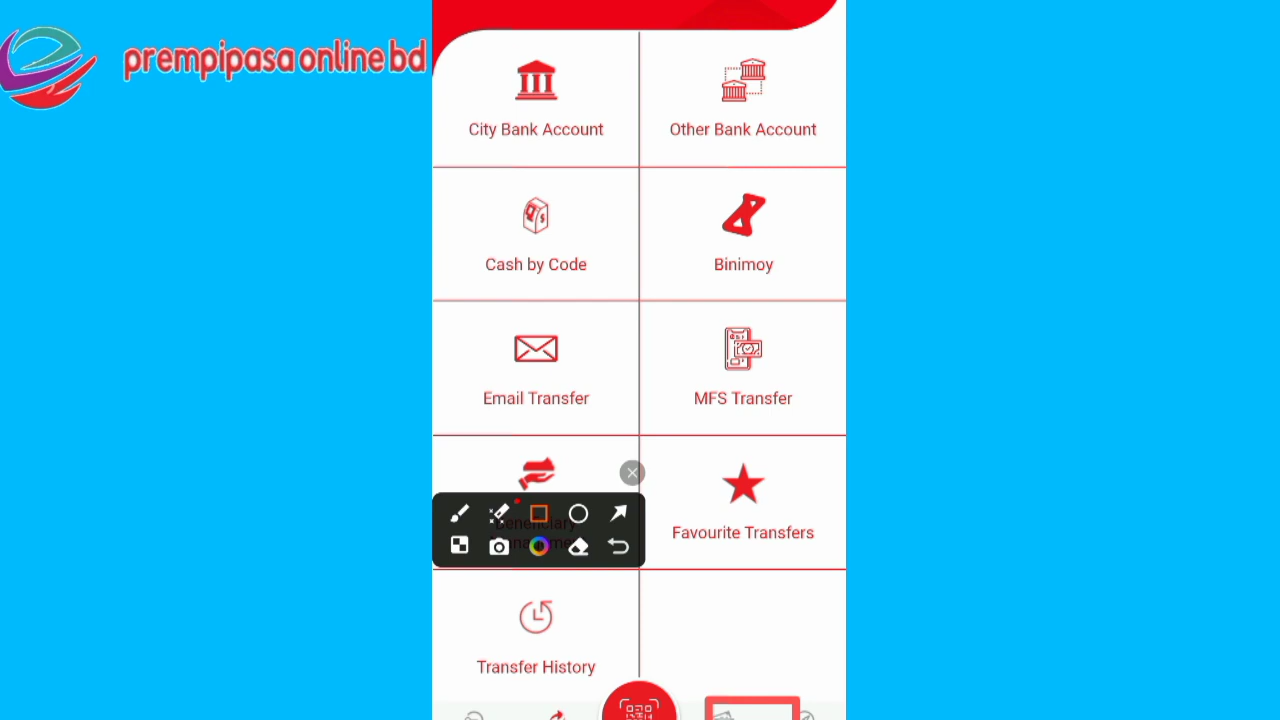 prempipasa online bd
City Bank Account
Other Bank Account
Cash by Code
Binimoy
Email Transfer
MFS Transfer
Beneficiary
Favourite Transfers
Transfer History